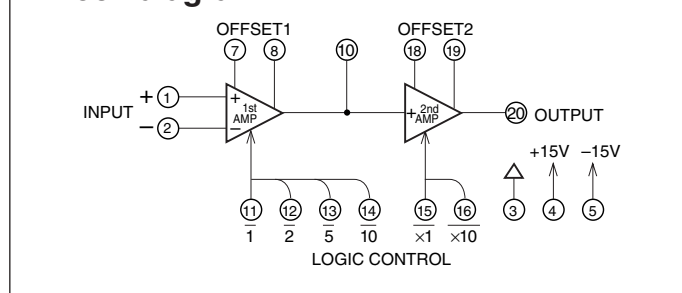 OFFSET1 OFFSET2
7 8 10 18 19
+ 1 + 1st AMP + 2nd AMP
INPUT 20 OUTPUT
− 2 −
+15V −15V
11 12 13 14 15 16 3 4 5
1 2 5 10 ×1 ×10
LOGIC CONTROL